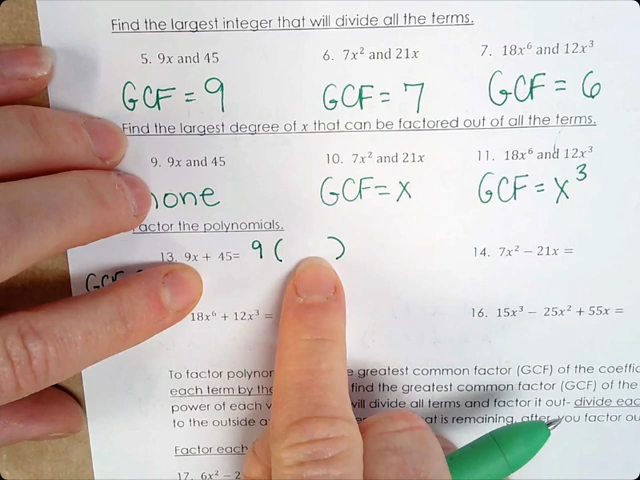 Find the largest integer that will divide all the terms.
5. 9x and 45 6. 7x² and 21x 7. 18x⁶ and 12x³
GCF = 9 GCF = 7 GCF = 6
Find the largest degree of x that can be factored out of all the terms.
9. 9x and 45 10. 7x² and 21x 11. 18x⁶ and 12x³
none GCF = x GCF = x³
actor the polynomials.
13. 9x + 45= 9 ( ) 14. 7x² − 21x =
GCF
18x⁶ + 12x³ = 16. 15x³ − 25x² + 55x =
To factor polyno e greatest common factor (GCF) of the coeffic
each term by the find the greatest common factor (GCF) of the
power of each v will divide all terms and factor it out- divide eac
to the outside a at is remaining, after you factor ou
Factor each
17. 6x² − 2